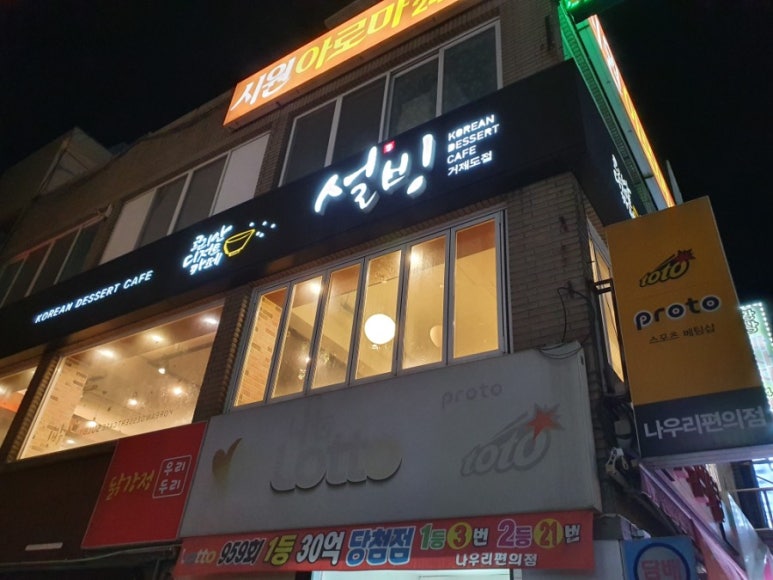 시원아로마
설빙
KOREAN
DESSERT
CAFE
거제도점
코리안
디저트
카페
KOREAN DESSERT CAFE
toto
proto
스포츠 베팅샵
나우리편의점
proto
Lotto
toto
닭강정
우리
두리
Lotto 959회 1등 30억 당첨점 1등 3번 2등 21번
나우리편의점
담배